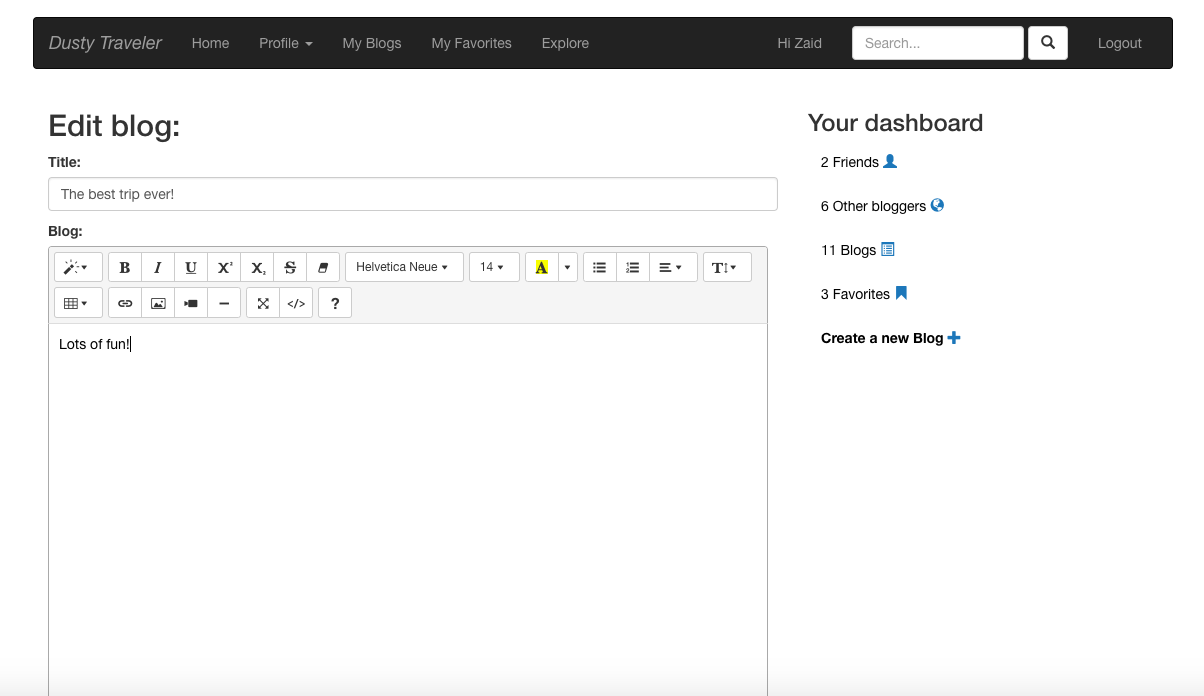 Dusty Traveler Home Profile My Blogs My Favorites Explore Hi Zaid Search... Logout
Edit blog:
Title:
The best trip ever!
Blog:
B I U X² X₂ S Helvetica Neue 14 A T
</> ?
Lots of fun!
Your dashboard
2 Friends
6 Other bloggers
11 Blogs
3 Favorites
Create a new Blog